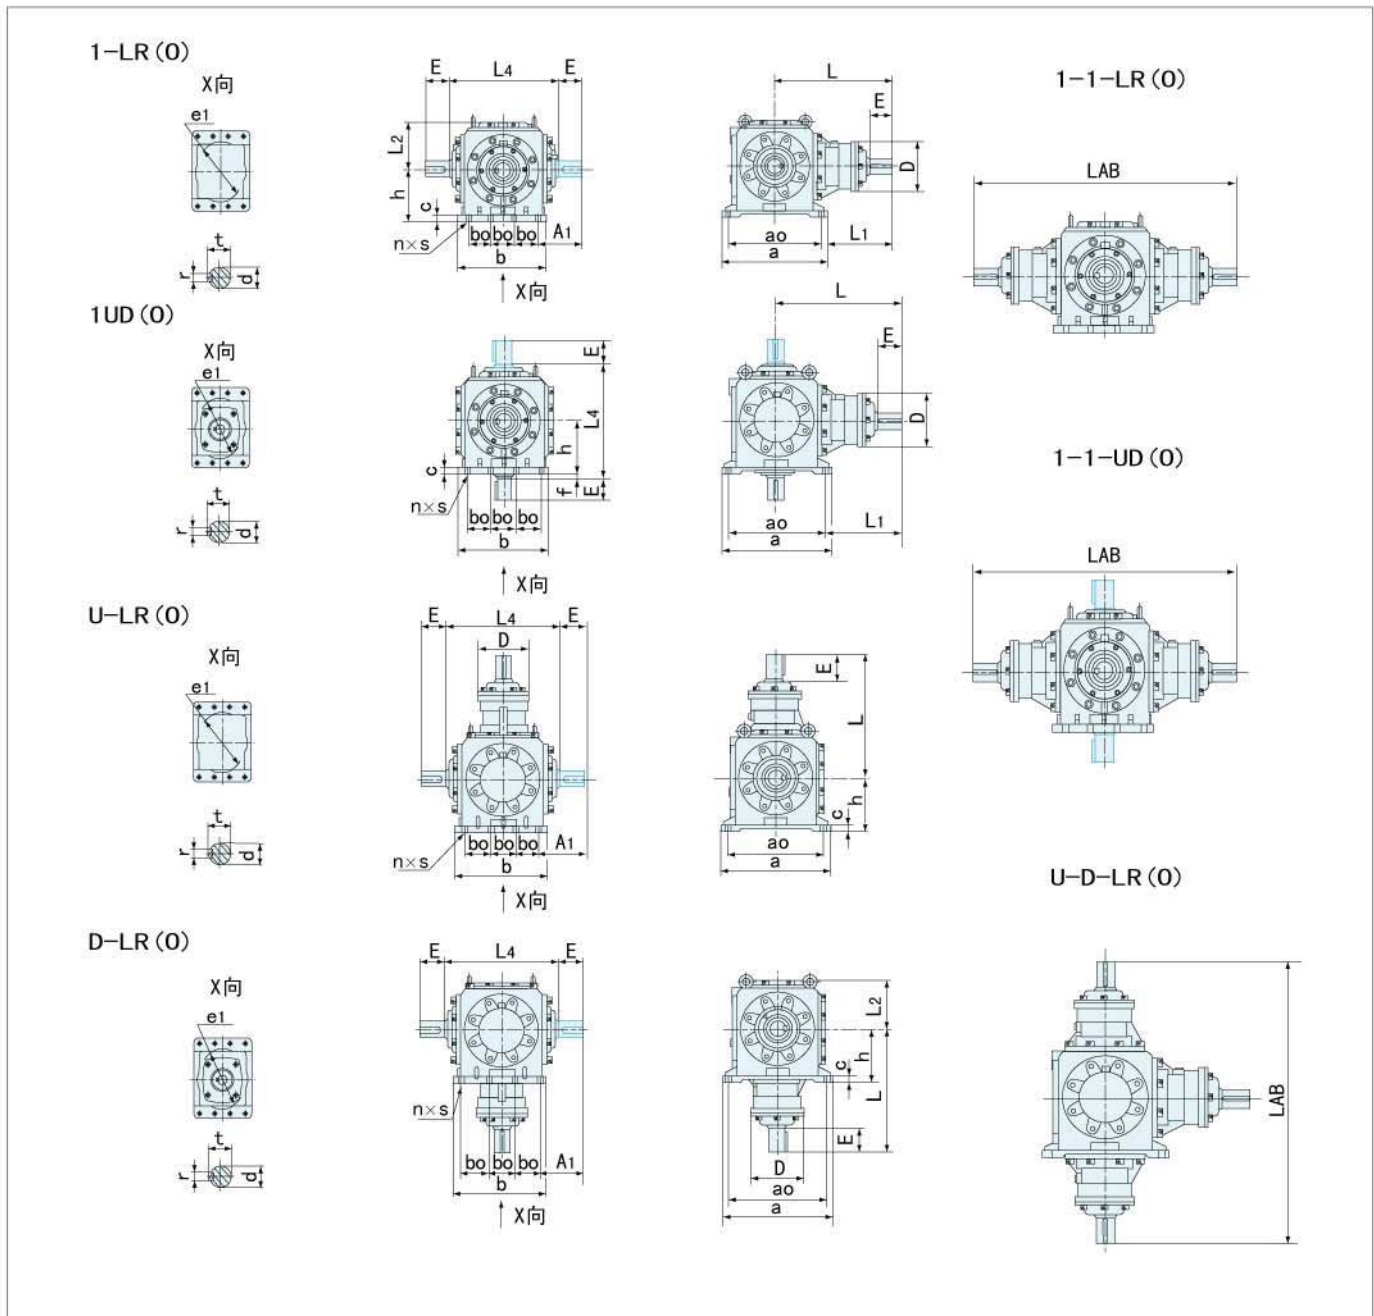 1-LR(O)
X向
e1
t
r
d
E
L4
E
L2
h
c
n×s
bo
bo
bo
A1
b
X向
L
E
D
ao
L1
a
1-1-LR(O)
LAB
1UD(O)
X向
e1
t
r
d
E
L4
h
c
f
E
n×s
bo
bo
bo
b
X向
L
E
D
ao
L1
a
1-1-UD(O)
LAB
U-LR(O)
X向
e1
t
r
d
E
L4
E
D
n×s
bo
bo
bo
A1
b
X向
E
L
h
c
ao
a
U-D-LR(O)
LAB
D-LR(O)
X向
e1
t
r
d
E
L4
E
n×s
bo
bo
bo
A1
b
X向
L2
h
c
L
E
D
ao
a